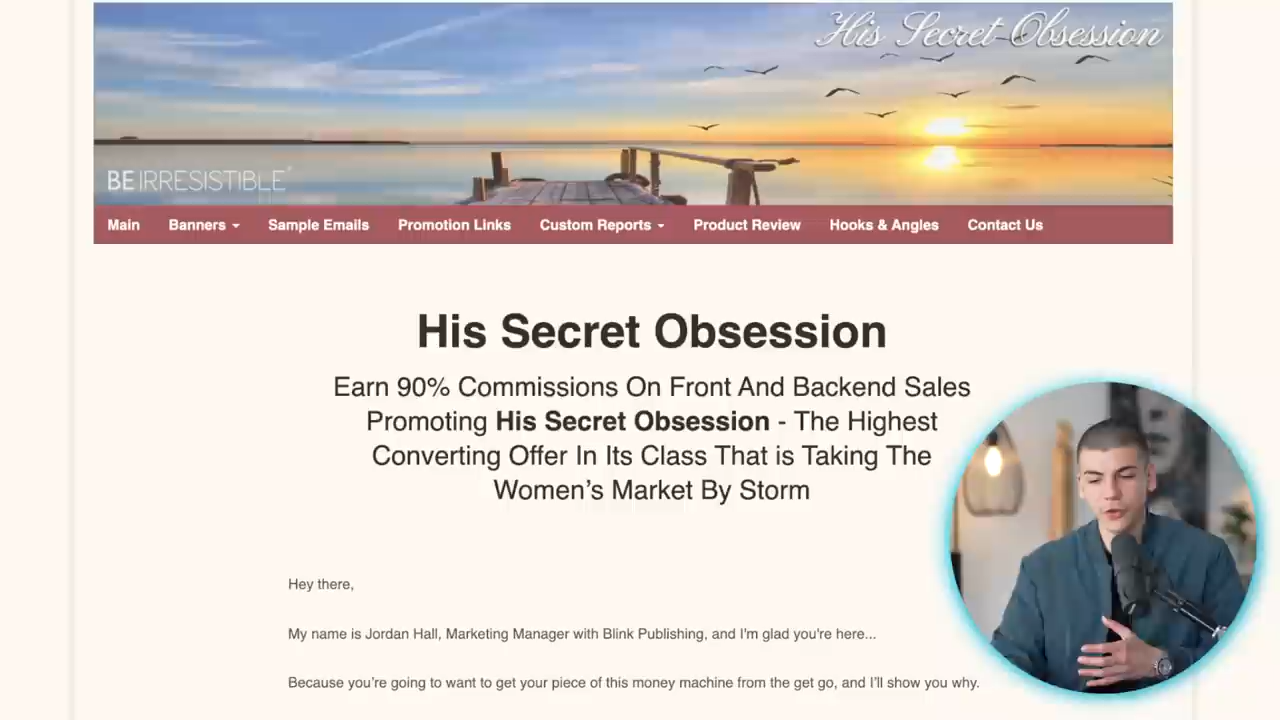 His Secret Obsession
BEIRRESISTIBLE
Main Banners Sample Emails Promotion Links Custom Reports Product Review Hooks & Angles Contact Us
His Secret Obsession
Earn 90% Commissions On Front And Backend Sales
Promoting His Secret Obsession - The Highest
Converting Offer In Its Class That is Taking The
Women’s Market By Storm
Hey there,
My name is Jordan Hall, Marketing Manager with Blink Publishing, and I'm glad you're here...
Because you’re going to want to get your piece of this money machine from the get go, and I’ll show you why.